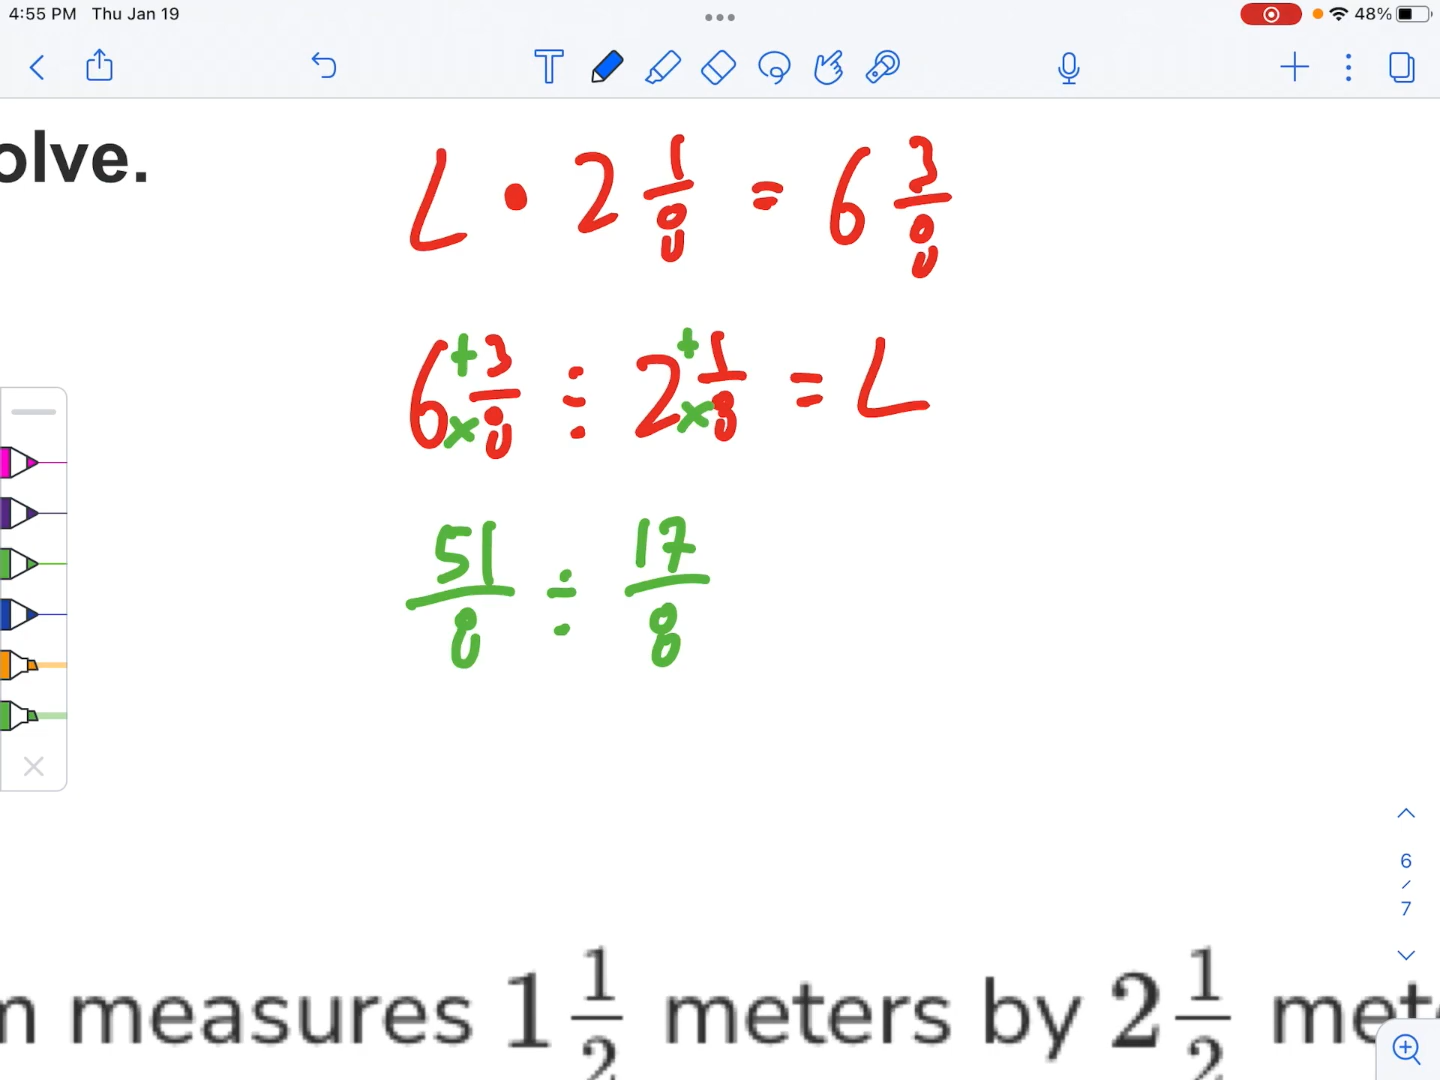 4:55 PM Thu Jan 19
48%
olve.
L • 2 1/8 = 6 3/8
6 + 3/8 x ÷ 2 + 1/8 x = L
51/8 ÷ 17/8
6 / 7
n measures 1 1/2 meters by 2 1/2 met